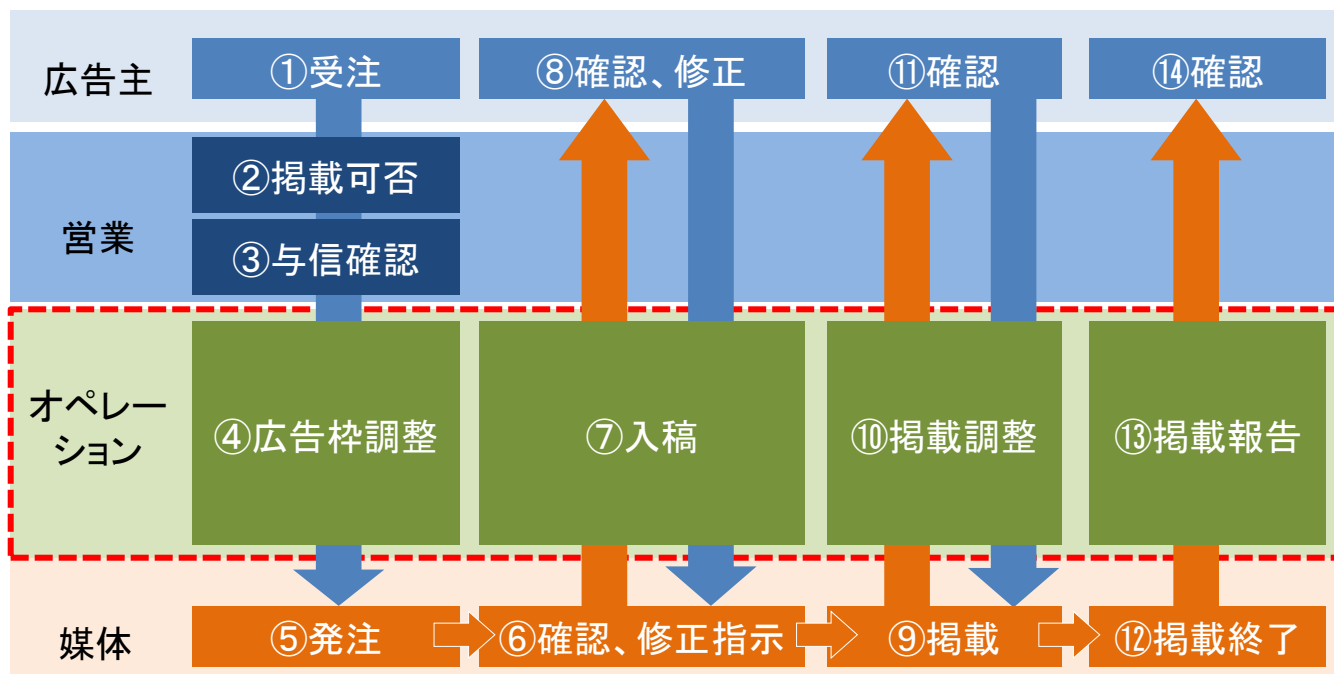 広告主
①受注
⑧確認、修正
⑪確認
⑭確認
営業
②掲載可否
③与信確認
オペレー
ション
④広告枠調整
⑦入稿
⑩掲載調整
⑬掲載報告
媒体
⑤発注
⑥確認、修正指示
⑨掲載
⑫掲載終了